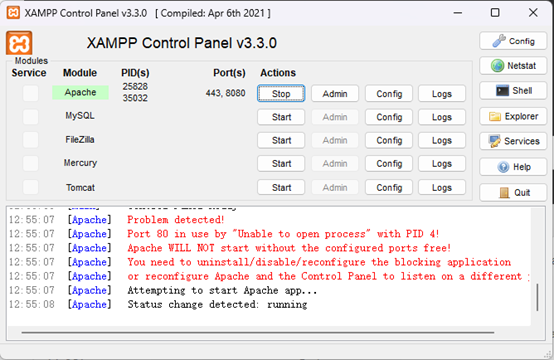 XAMPP Control Panel v3.3.0 [ Compiled: Apr 6th 2021 ]
XAMPP Control Panel v3.3.0
Config
Modules
Service Module PID(s) Port(s) Actions
Netstat
Apache 25828 35032 443, 8080 Stop Admin Config Logs
Shell
MySQL Start Admin Config Logs
Explorer
FileZilla Start Admin Config Logs
Services
Mercury Start Admin Config Logs
Help
Tomcat Start Admin Config Logs
Quit
12:55:07 [Apache] Problem detected!
12:55:07 [Apache] Port 80 in use by "Unable to open process" with PID 4!
12:55:07 [Apache] Apache WILL NOT start without the configured ports free!
12:55:07 [Apache] You need to uninstall/disable/reconfigure the blocking application
12:55:07 [Apache] or reconfigure Apache and the Control Panel to listen on a different
12:55:07 [Apache] Attempting to start Apache app...
12:55:08 [Apache] Status change detected: running